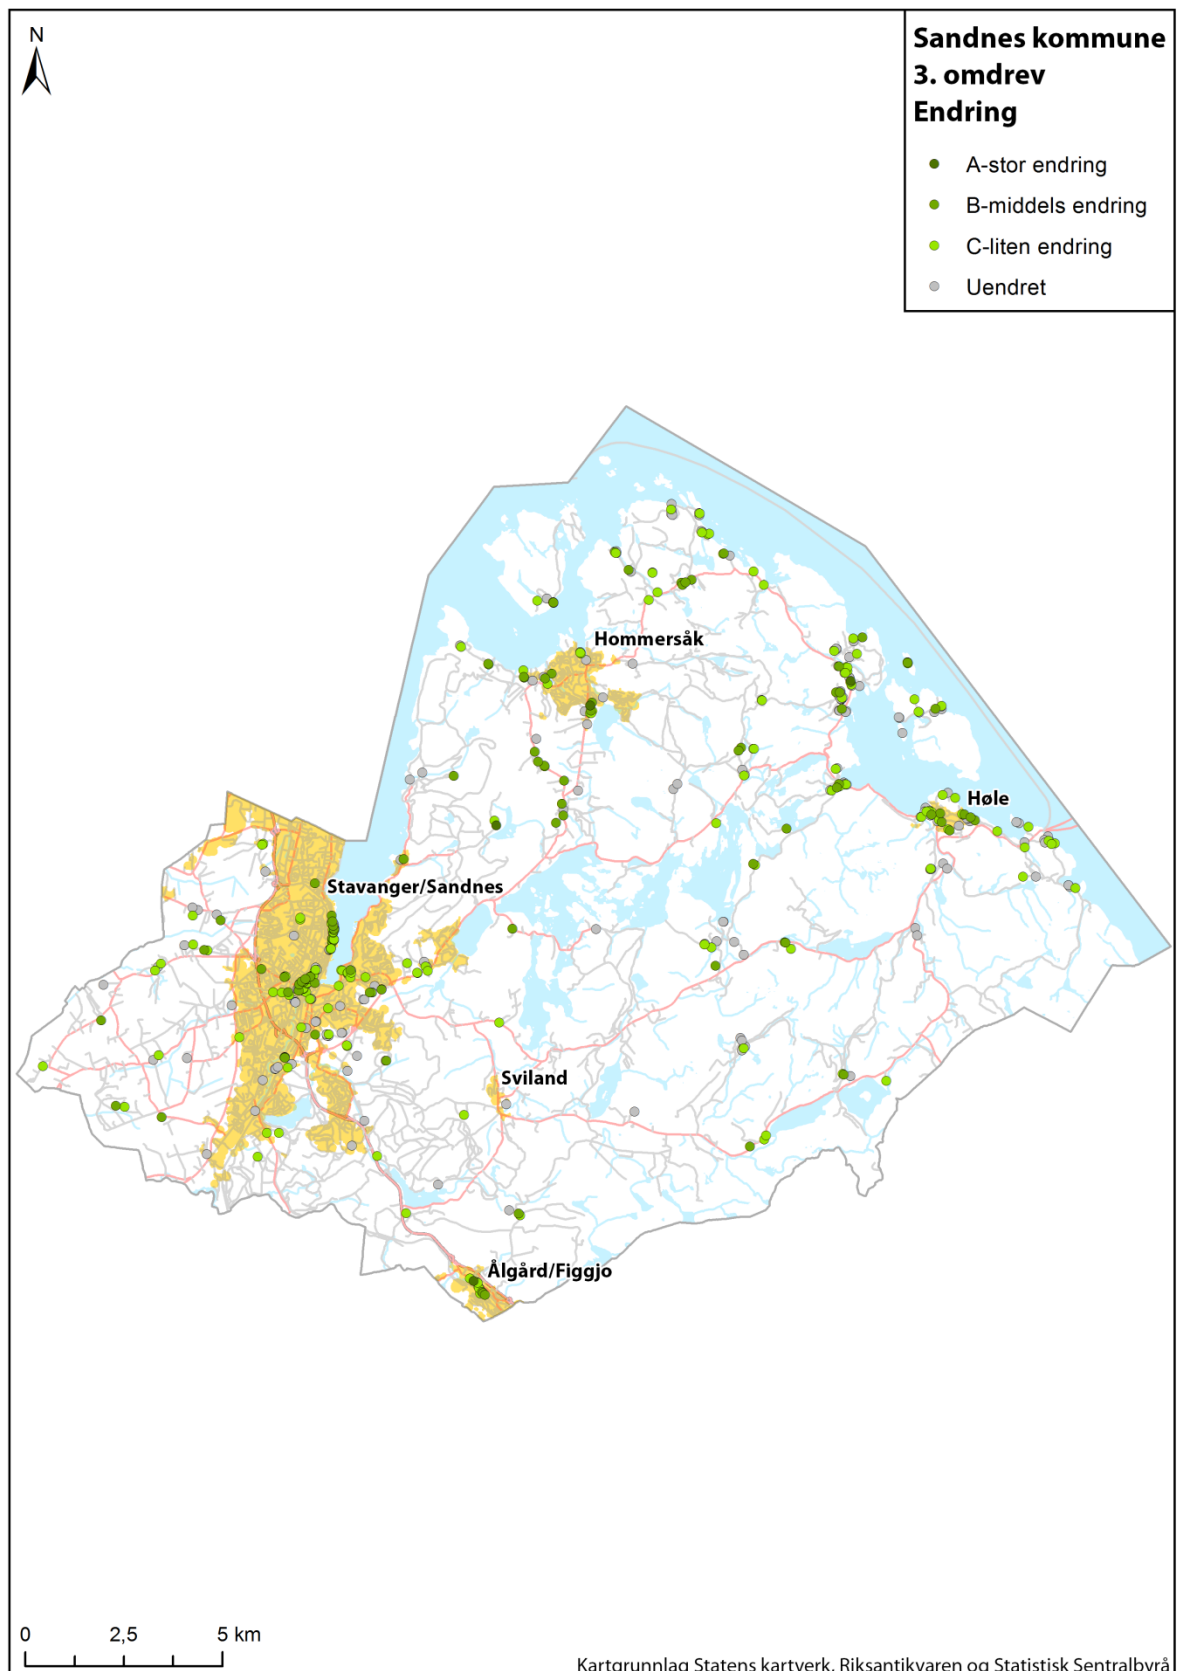 N
Sandnes kommune
3. omdrev
Endring
A-stor endring
B-middels endring
C-liten endring
Uendret
Hommersåk
Høle
Stavanger/Sandnes
Sviland
Ålgård/Figgjo
0 2,5 5 km
Kartgrunnlag Statens kartverk, Riksantikvaren og Statistisk Sentralbyrå